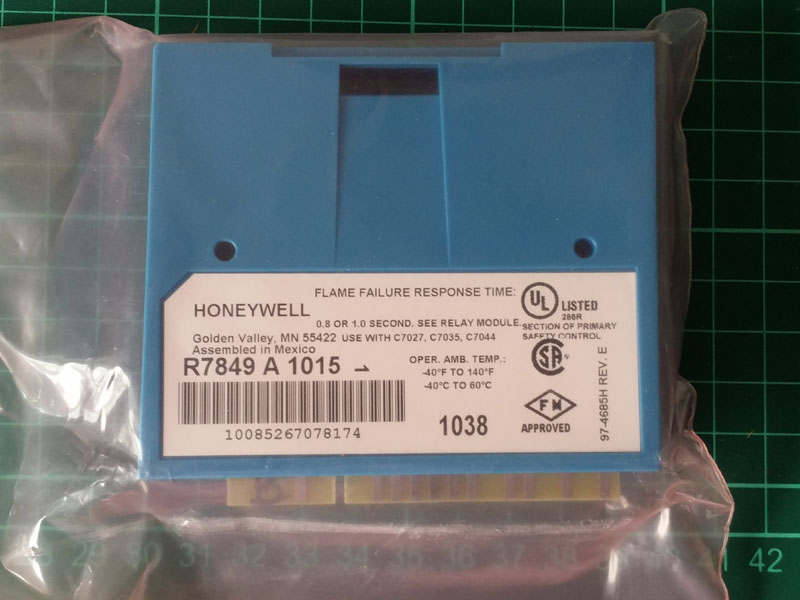 FLAME FAILURE RESPONSE TIME:
HONEYWELL
UL LISTED
288R
0.8 OR 1.0 SECOND. SEE RELAY MODULE.
SECTION OF PRIMARY
SAFETY CONTROL
Golden Valley, MN 55422 USE WITH C7027, C7035, C7044
Assembled in Mexico
R7849 A 1015
OPER. AMB. TEMP.:
-40°F TO 140°F
-40°C TO 60°C
SA ®
FM
APPROVED
97-4685H REV. E
10085267078174
1038
29 30 31 32 33 34 35 36 37 38 41 42